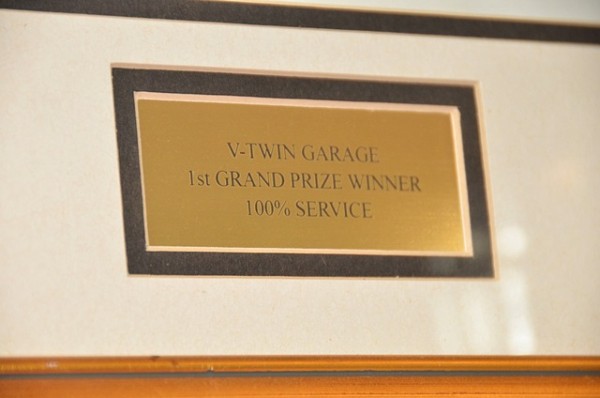 V-TWIN GARAGE
1st GRAND PRIZE WINNER
100% SERVICE